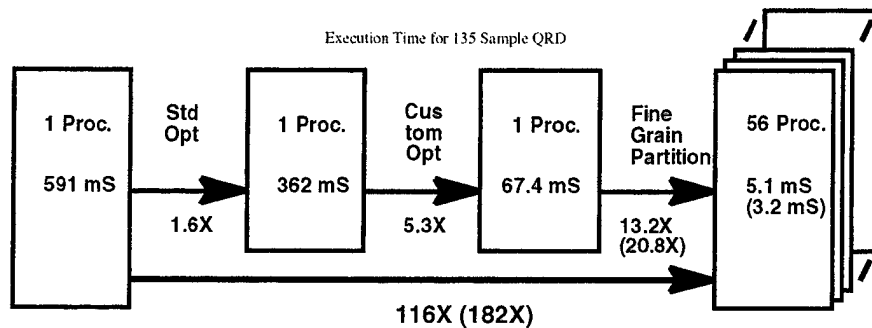 Execution Time for 135 Sample QRD
1 Proc.
591 mS
Std
Opt
1.6X
1 Proc.
362 mS
Cus
tom
Opt
5.3X
1 Proc.
67.4 mS
Fine
Grain
Partition
13.2X
(20.8X)
56 Proc.
5.1 mS
(3.2 mS)
116X (182X)